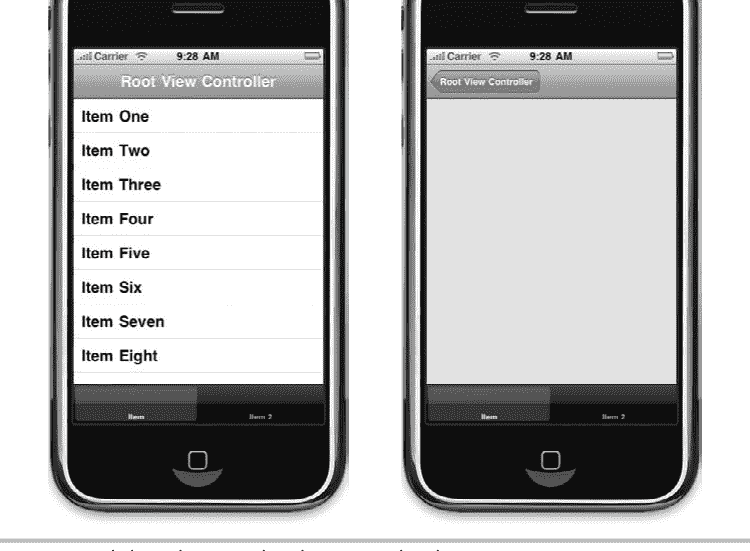 Carrier 9:28 AM
Root View Controller
Item One
Item Two
Item Three
Item Four
Item Five
Item Six
Item Seven
Item Eight
Item Item 2
Carrier 9:28 AM
Root View Controller
Item Item 2